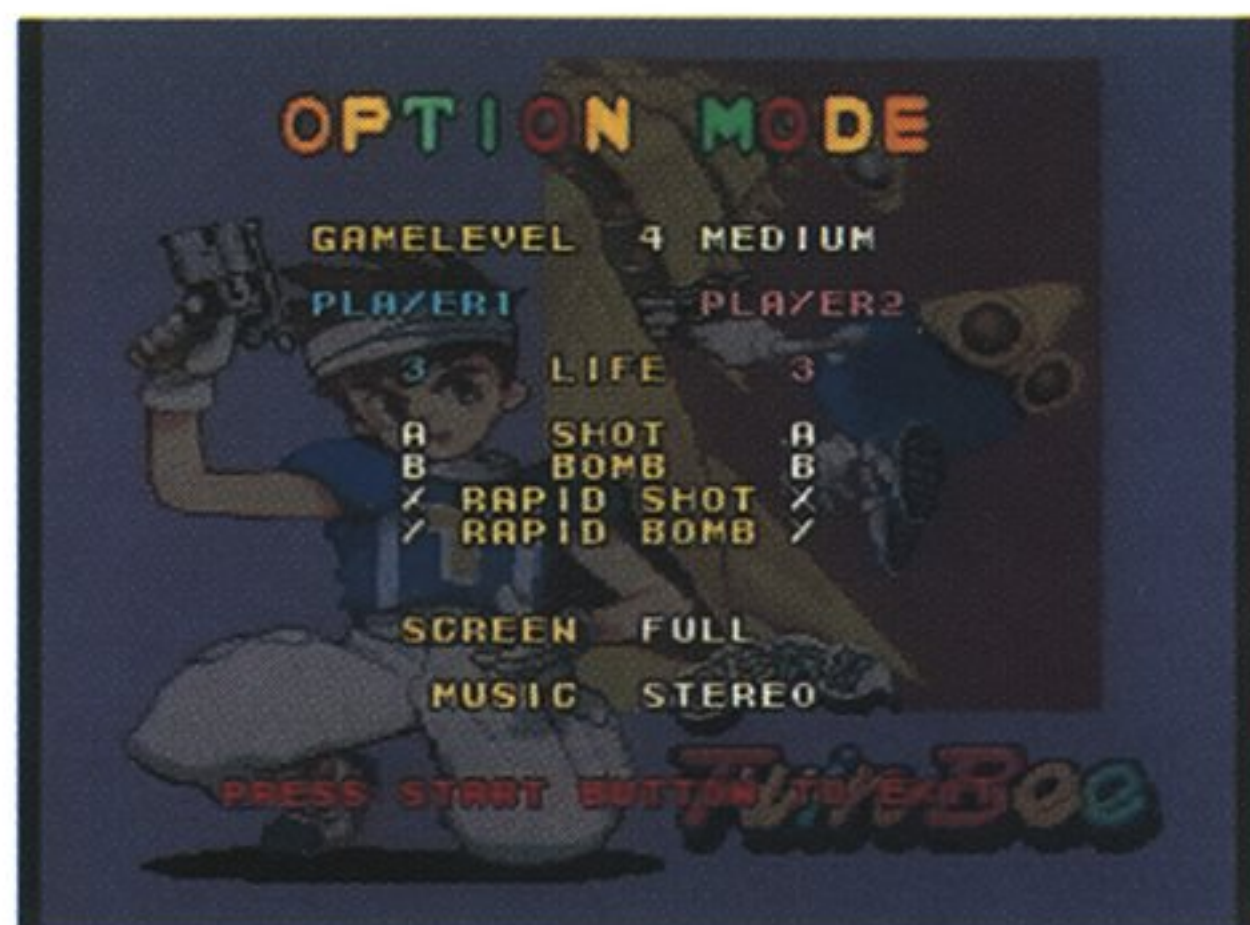 OPTION MODE
GAMELEVEL 4 MEDIUM
PLAYER1 PLAYER2
3 LIFE 3
A SHOT A
B BOMB B
X RAPID SHOT X
Y RAPID BOMB Y
SCREEN FULL
MUSIC STEREO
PRESS START BUTTON TO EXIT
TwinBee